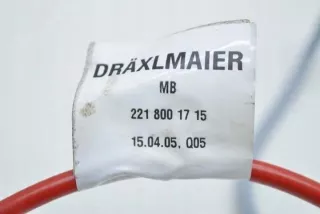 DRÄXLMAIER
MB
221 800 17 15
15.04.05, Q05